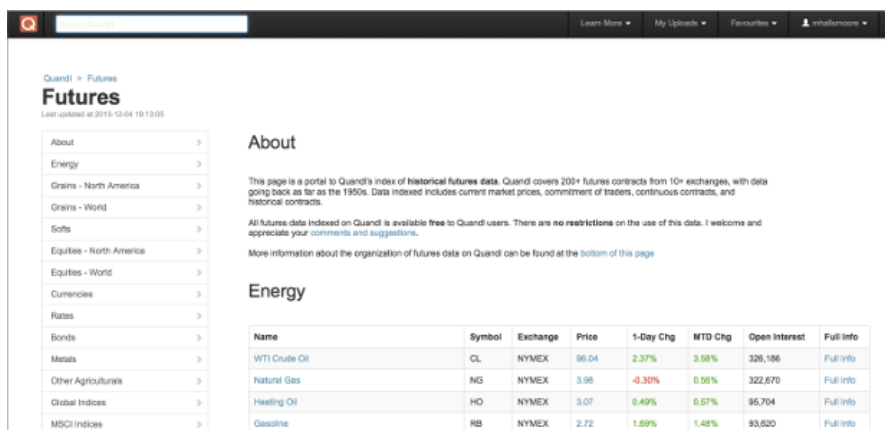 Q
Search Quandl
Learn More
My Uploads
Favourites
mhallsmoore
Quandl > Futures
Futures
Last updated at 2013-12-04 19:13:05
About
Energy
Grains - North America
Grains - World
Softs
Equities - North America
Equities - World
Currencies
Rates
Bonds
Metals
Other Agriculturals
Global Indices
MSCI Indices
About
This page is a portal to Quandl's index of historical futures data. Quandl covers 200+ futures contracts from 10+ exchanges, with data
going back as far as the 1950s. Data indexed includes current market prices, commitment of traders, continuous contracts, and
historical contracts.
All futures data indexed on Quandl is available free to Quandl users. There are no restrictions on the use of this data. I welcome and
appreciate your comments and suggestions.
More information about the organization of futures data on Quandl can be found at the bottom of this page
Energy
Name Symbol Exchange Price 1-Day Chg MTD Chg Open Interest Full Info
WTI Crude Oil CL NYMEX 96.04 2.37% 3.58% 326,186 Full Info
Natural Gas NG NYMEX 3.98 -0.30% 0.56% 322,670 Full Info
Heating Oil HO NYMEX 3.07 0.49% 0.57% 95,704 Full Info
Gasoline RB NYMEX 2.72 1.69% 1.48% 93,620 Full Info